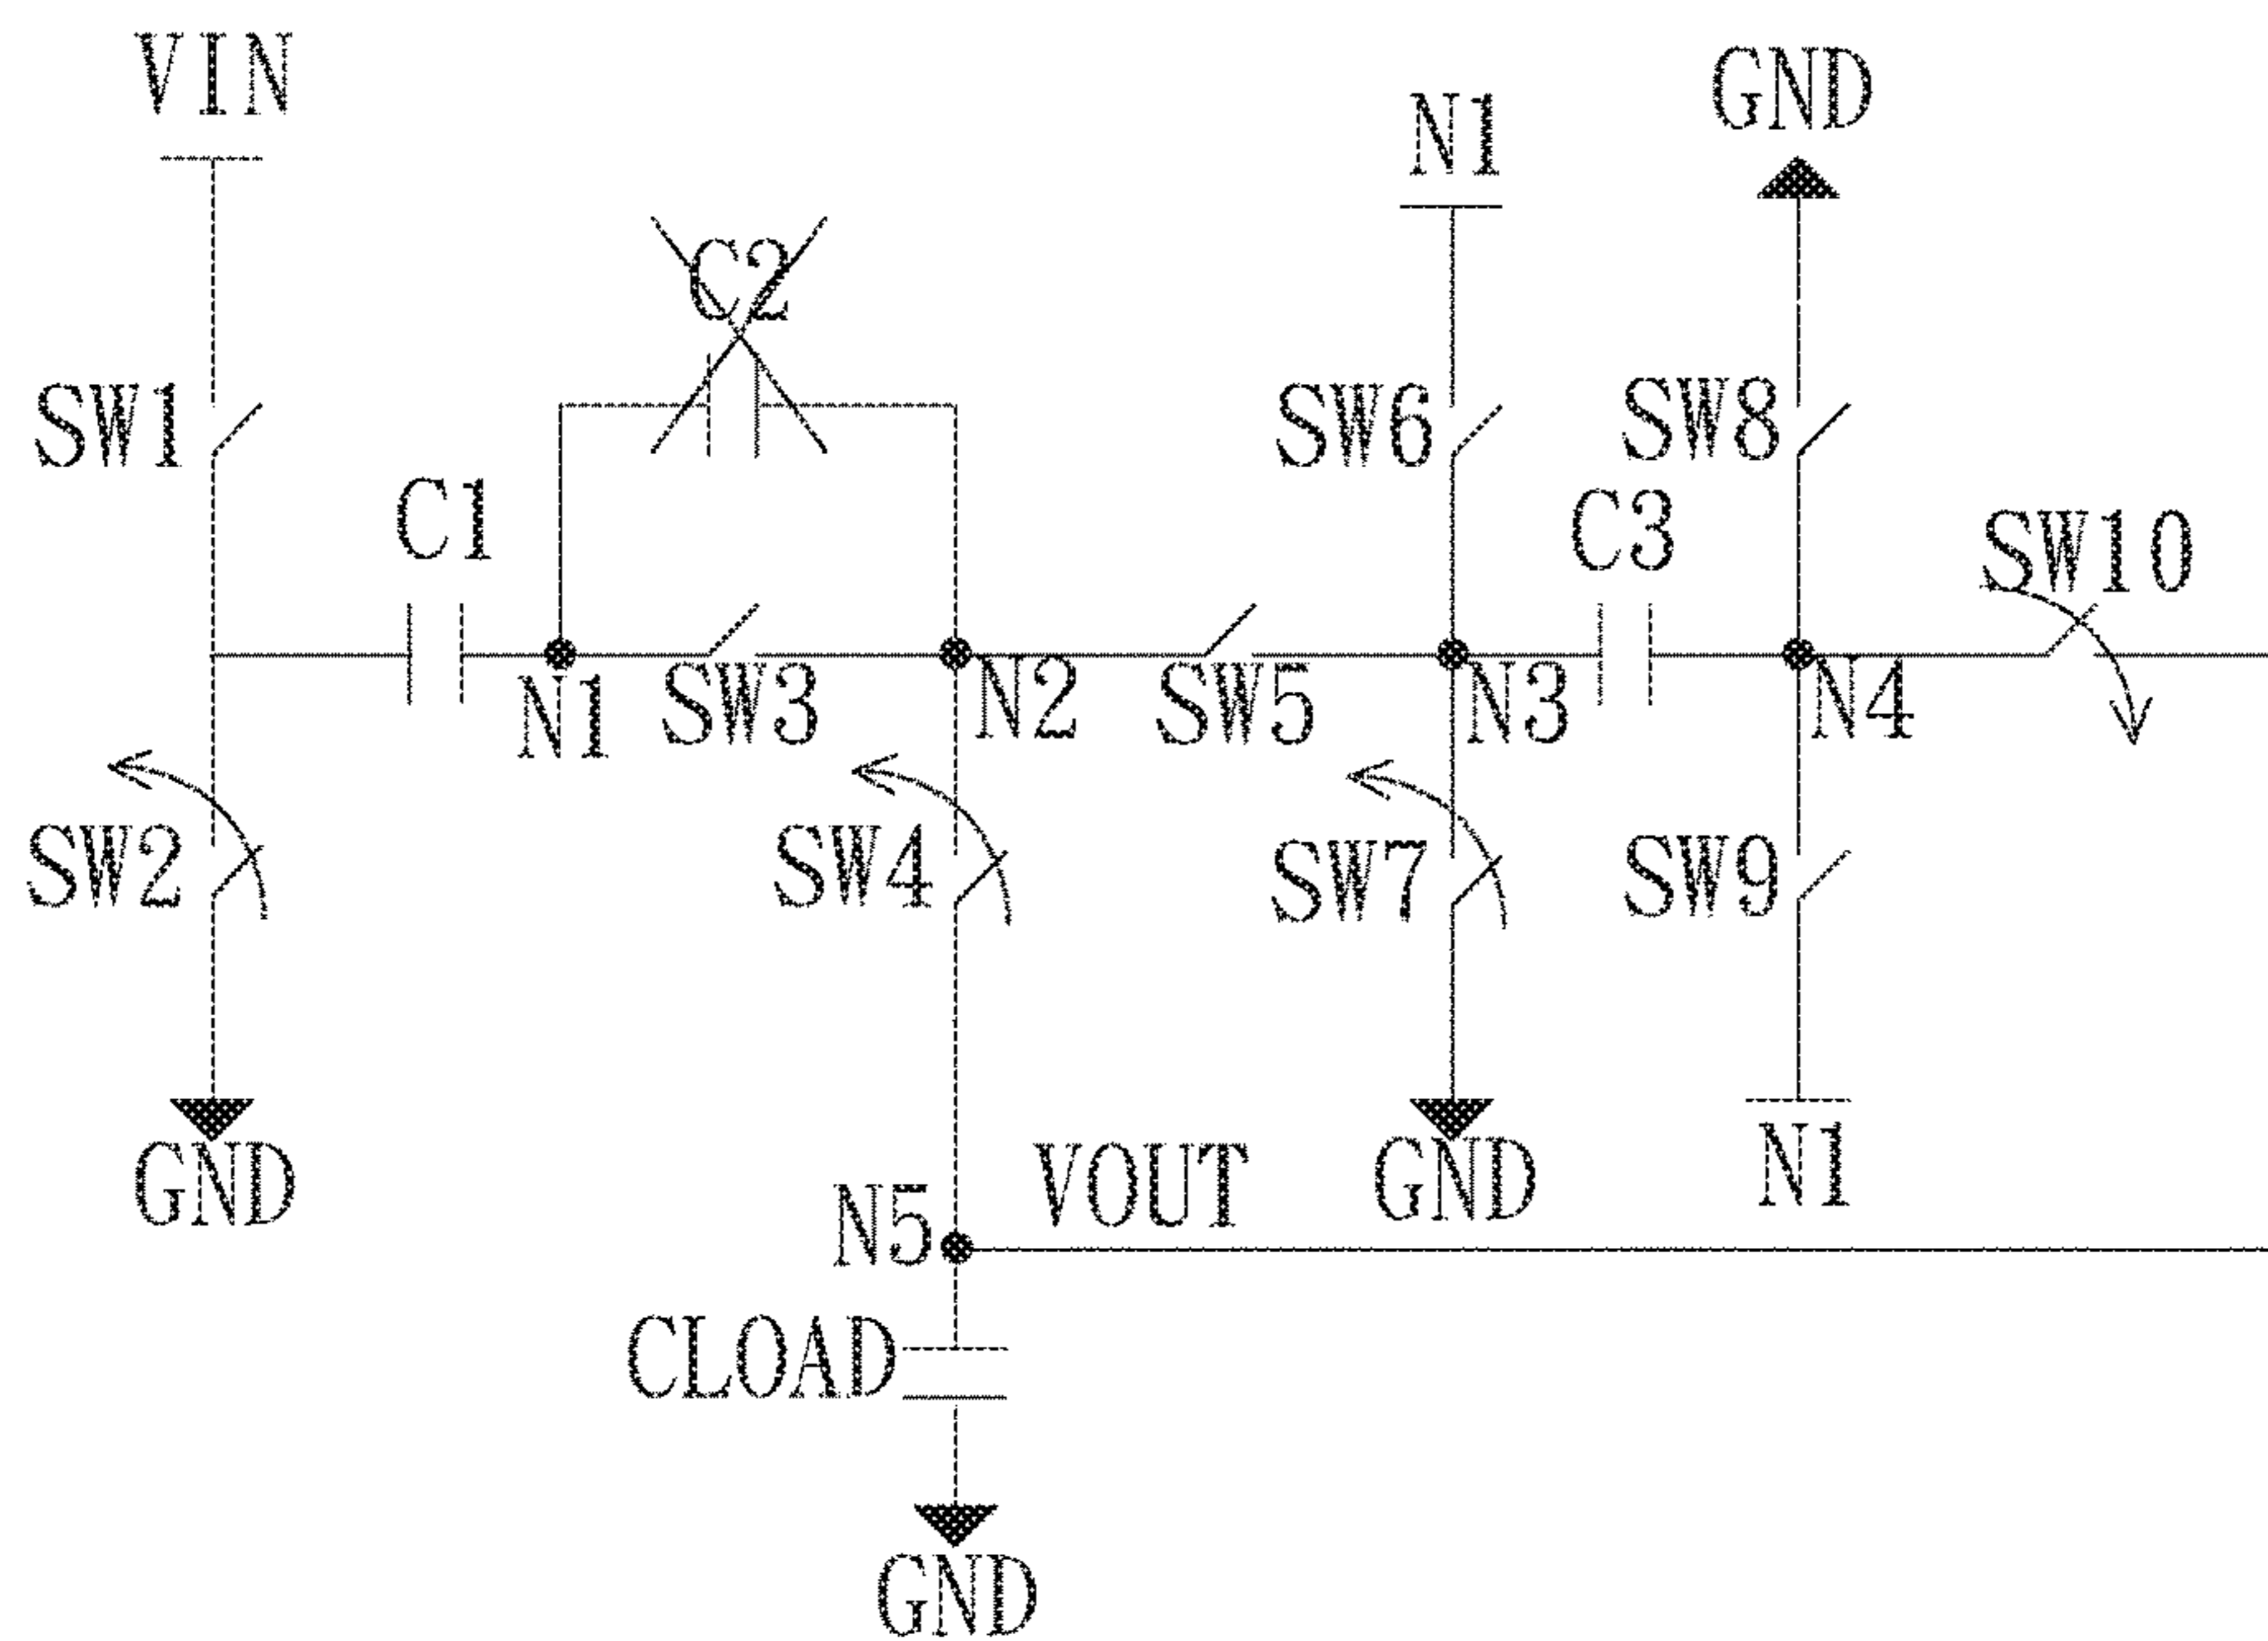 VIN
GND
N1
C2
SW1
SW6
SW8
C1
C3
SW10
N1
SW3
N2
SW5
N3
N4
SW2
SW4
SW7
SW9
GND
N5
VOUT
GND
N1
CLOAD
GND